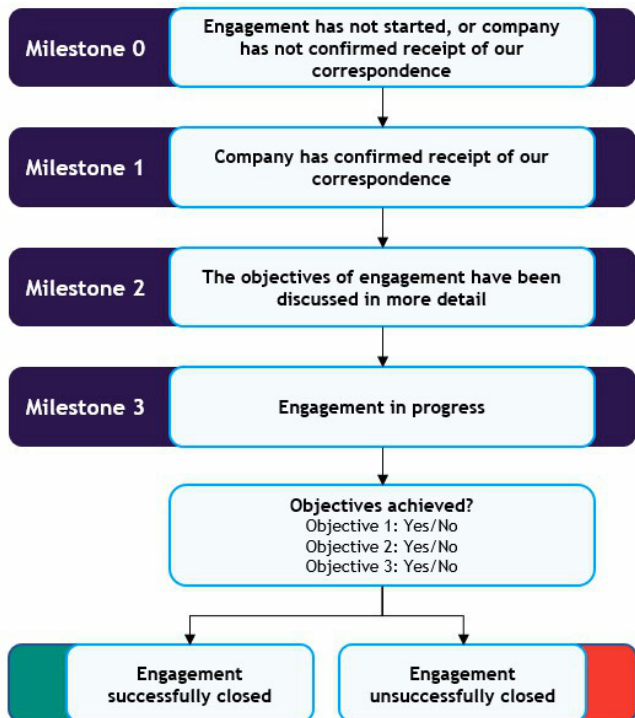 Milestone 0
Engagement has not started, or company
has not confirmed receipt of our
correspondence
Milestone 1
Company has confirmed receipt of our
correspondence
Milestone 2
The objectives of engagement have been
discussed in more detail
Milestone 3
Engagement in progress
Objectives achieved?
Objective 1: Yes/No
Objective 2: Yes/No
Objective 3: Yes/No
Engagement
successfully closed
Engagement
unsuccessfully closed